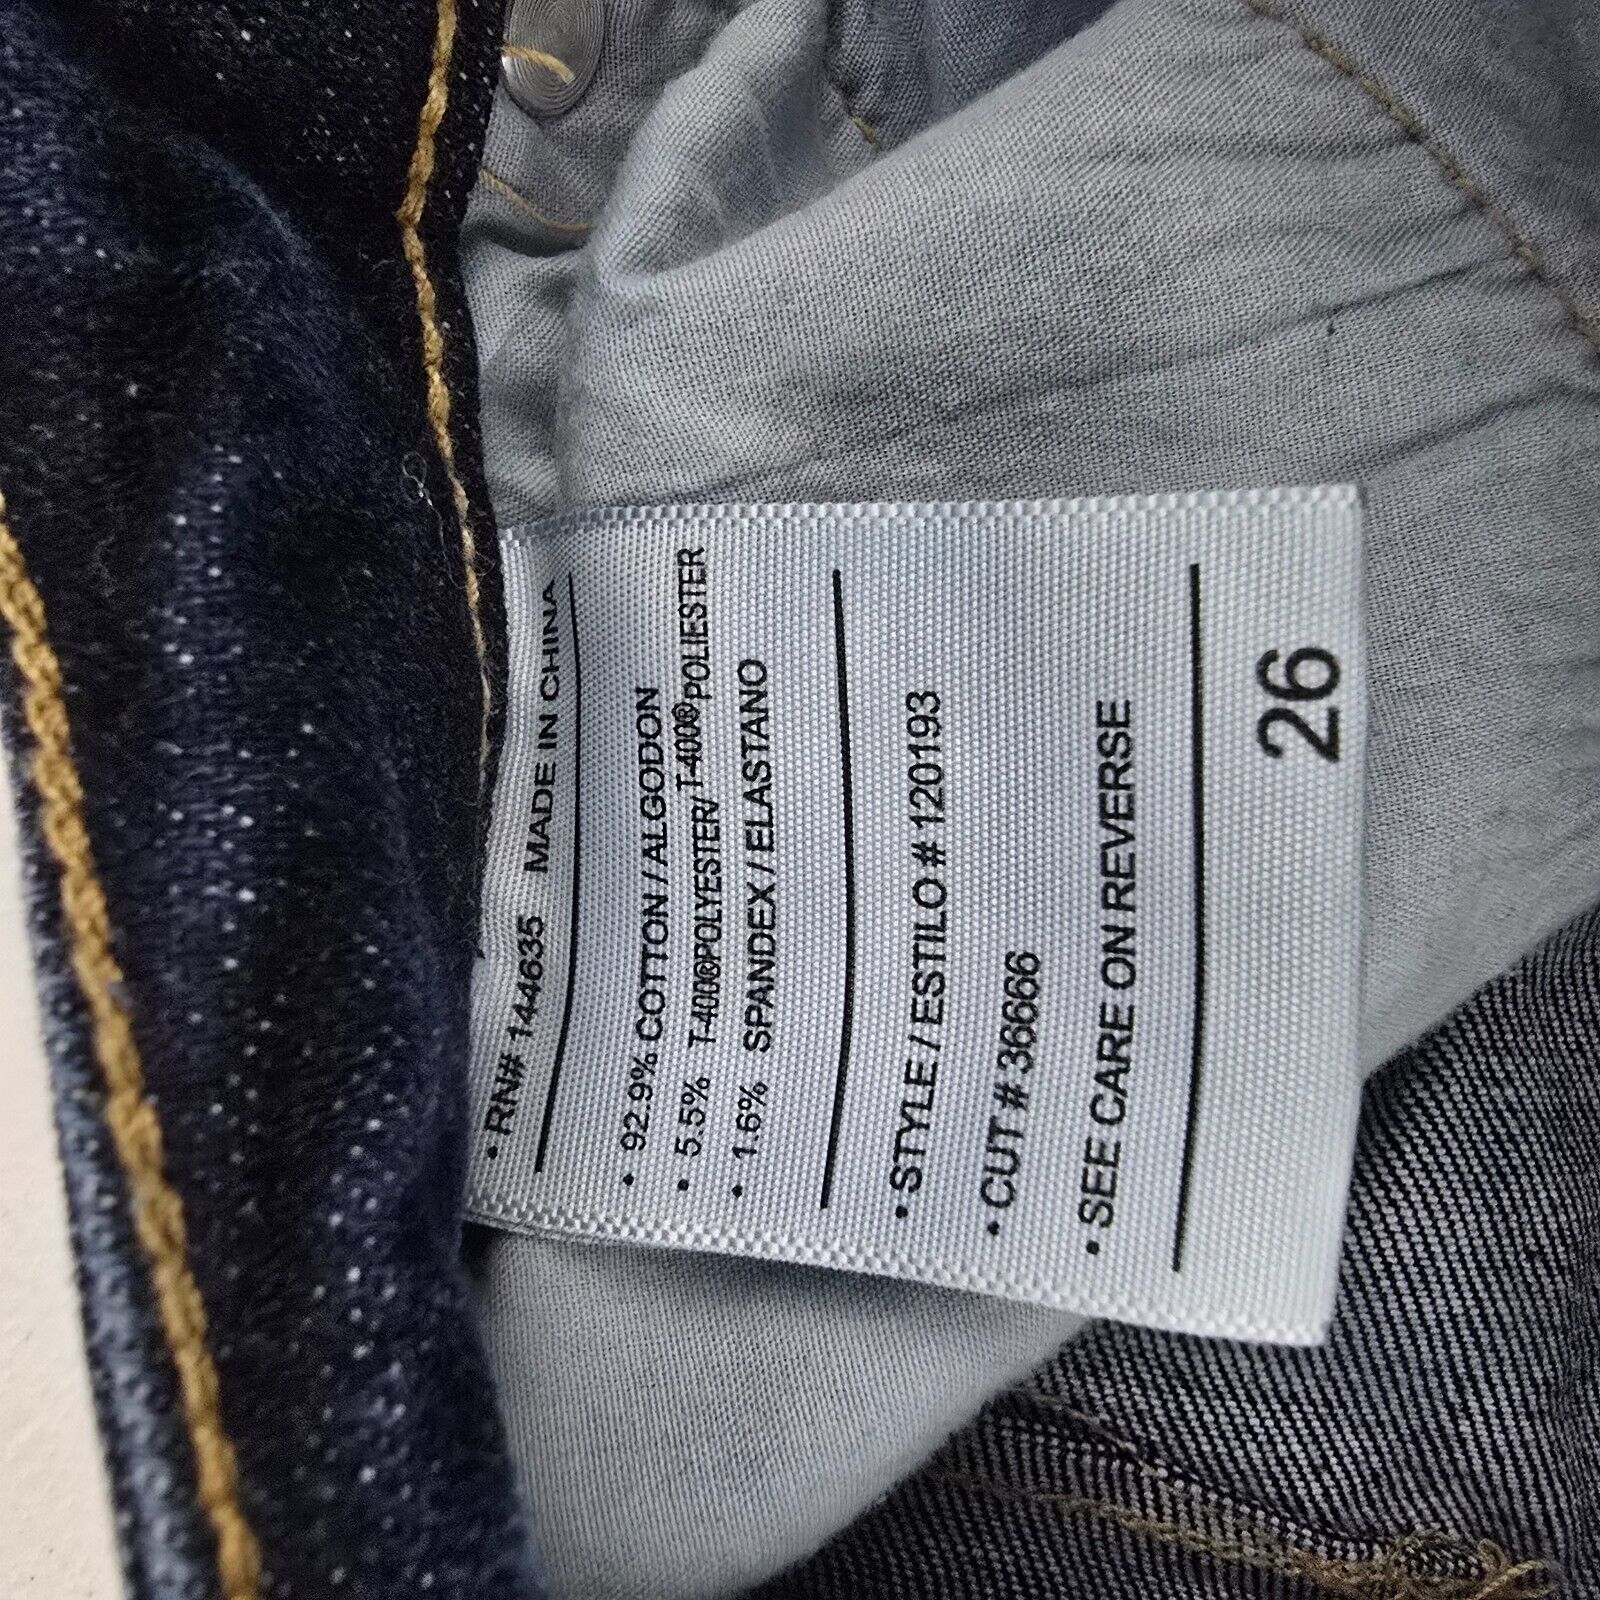 • RN# 144635 MADE IN CHINA
• 92.9% COTTON / ALGODON
• 5.5% T-400®POLYESTER/T-400®POLIESTER
• 1.6% SPANDEX / ELASTANO
• STYLE / ESTILO # 120193
• CUT # 36666
• SEE CARE ON REVERSE
26